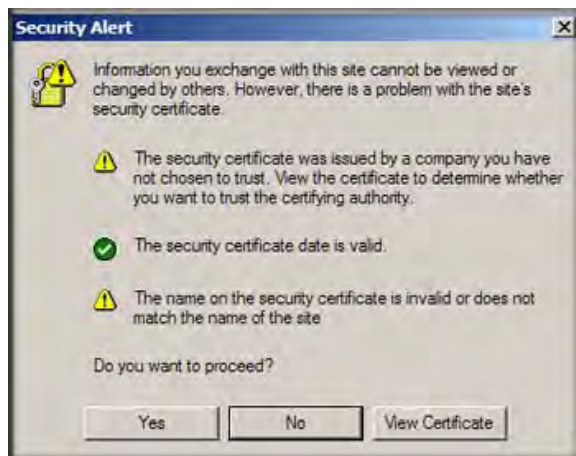 Security Alert
Information you exchange with this site cannot be viewed or
changed by others. However, there is a problem with the site's
security certificate.
The security certificate was issued by a company you have
not chosen to trust. View the certificate to determine whether
you want to trust the certifying authority.
The security certificate date is valid.
The name on the security certificate is invalid or does not
match the name of the site
Do you want to proceed?
Yes
No
View Certificate